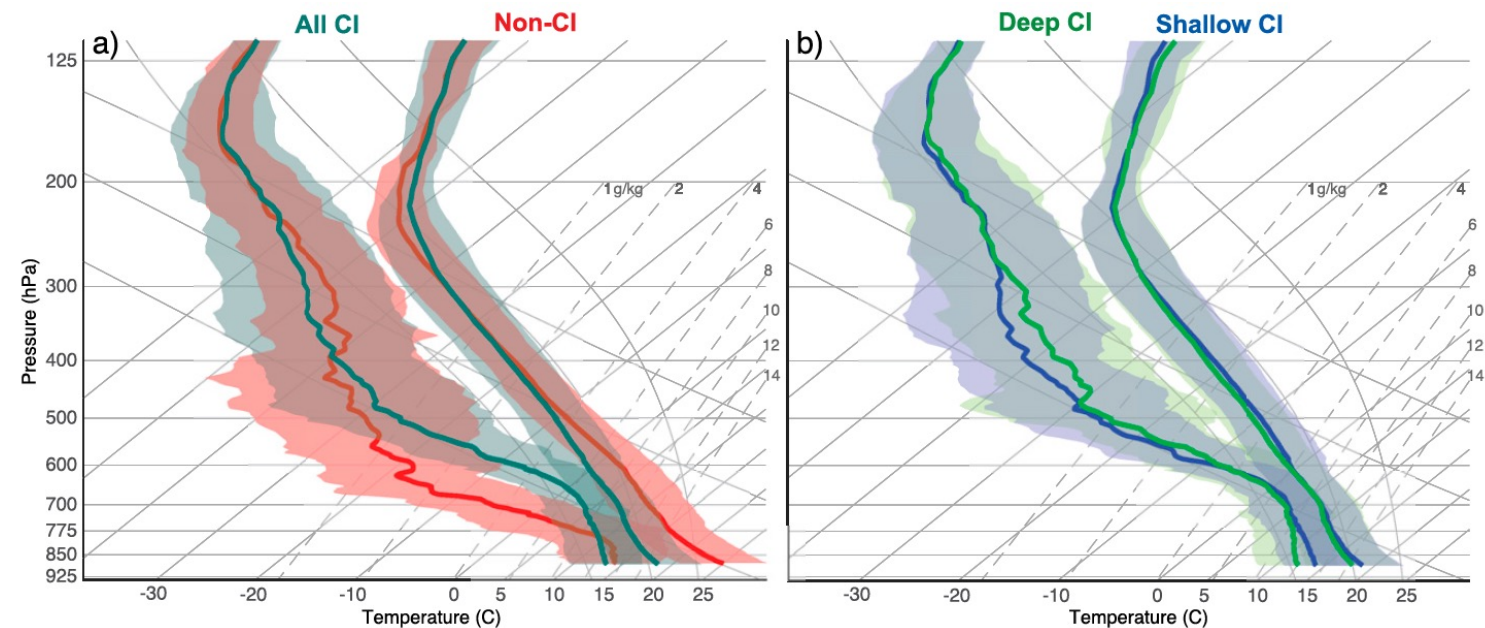 All CI Non-CI Deep CI Shallow CI
a) b)
125
200
1g/kg 2 4 1g/kg 2 4
6 6
8 8
300
10 10
12 12
400
14 14
500
600
700
775
850
925
Pressure (hPa)
-30 -20 -10 0 5 10 15 20 25 -30 -20 -10 0 5 10 15 20 25
Temperature (C) Temperature (C)